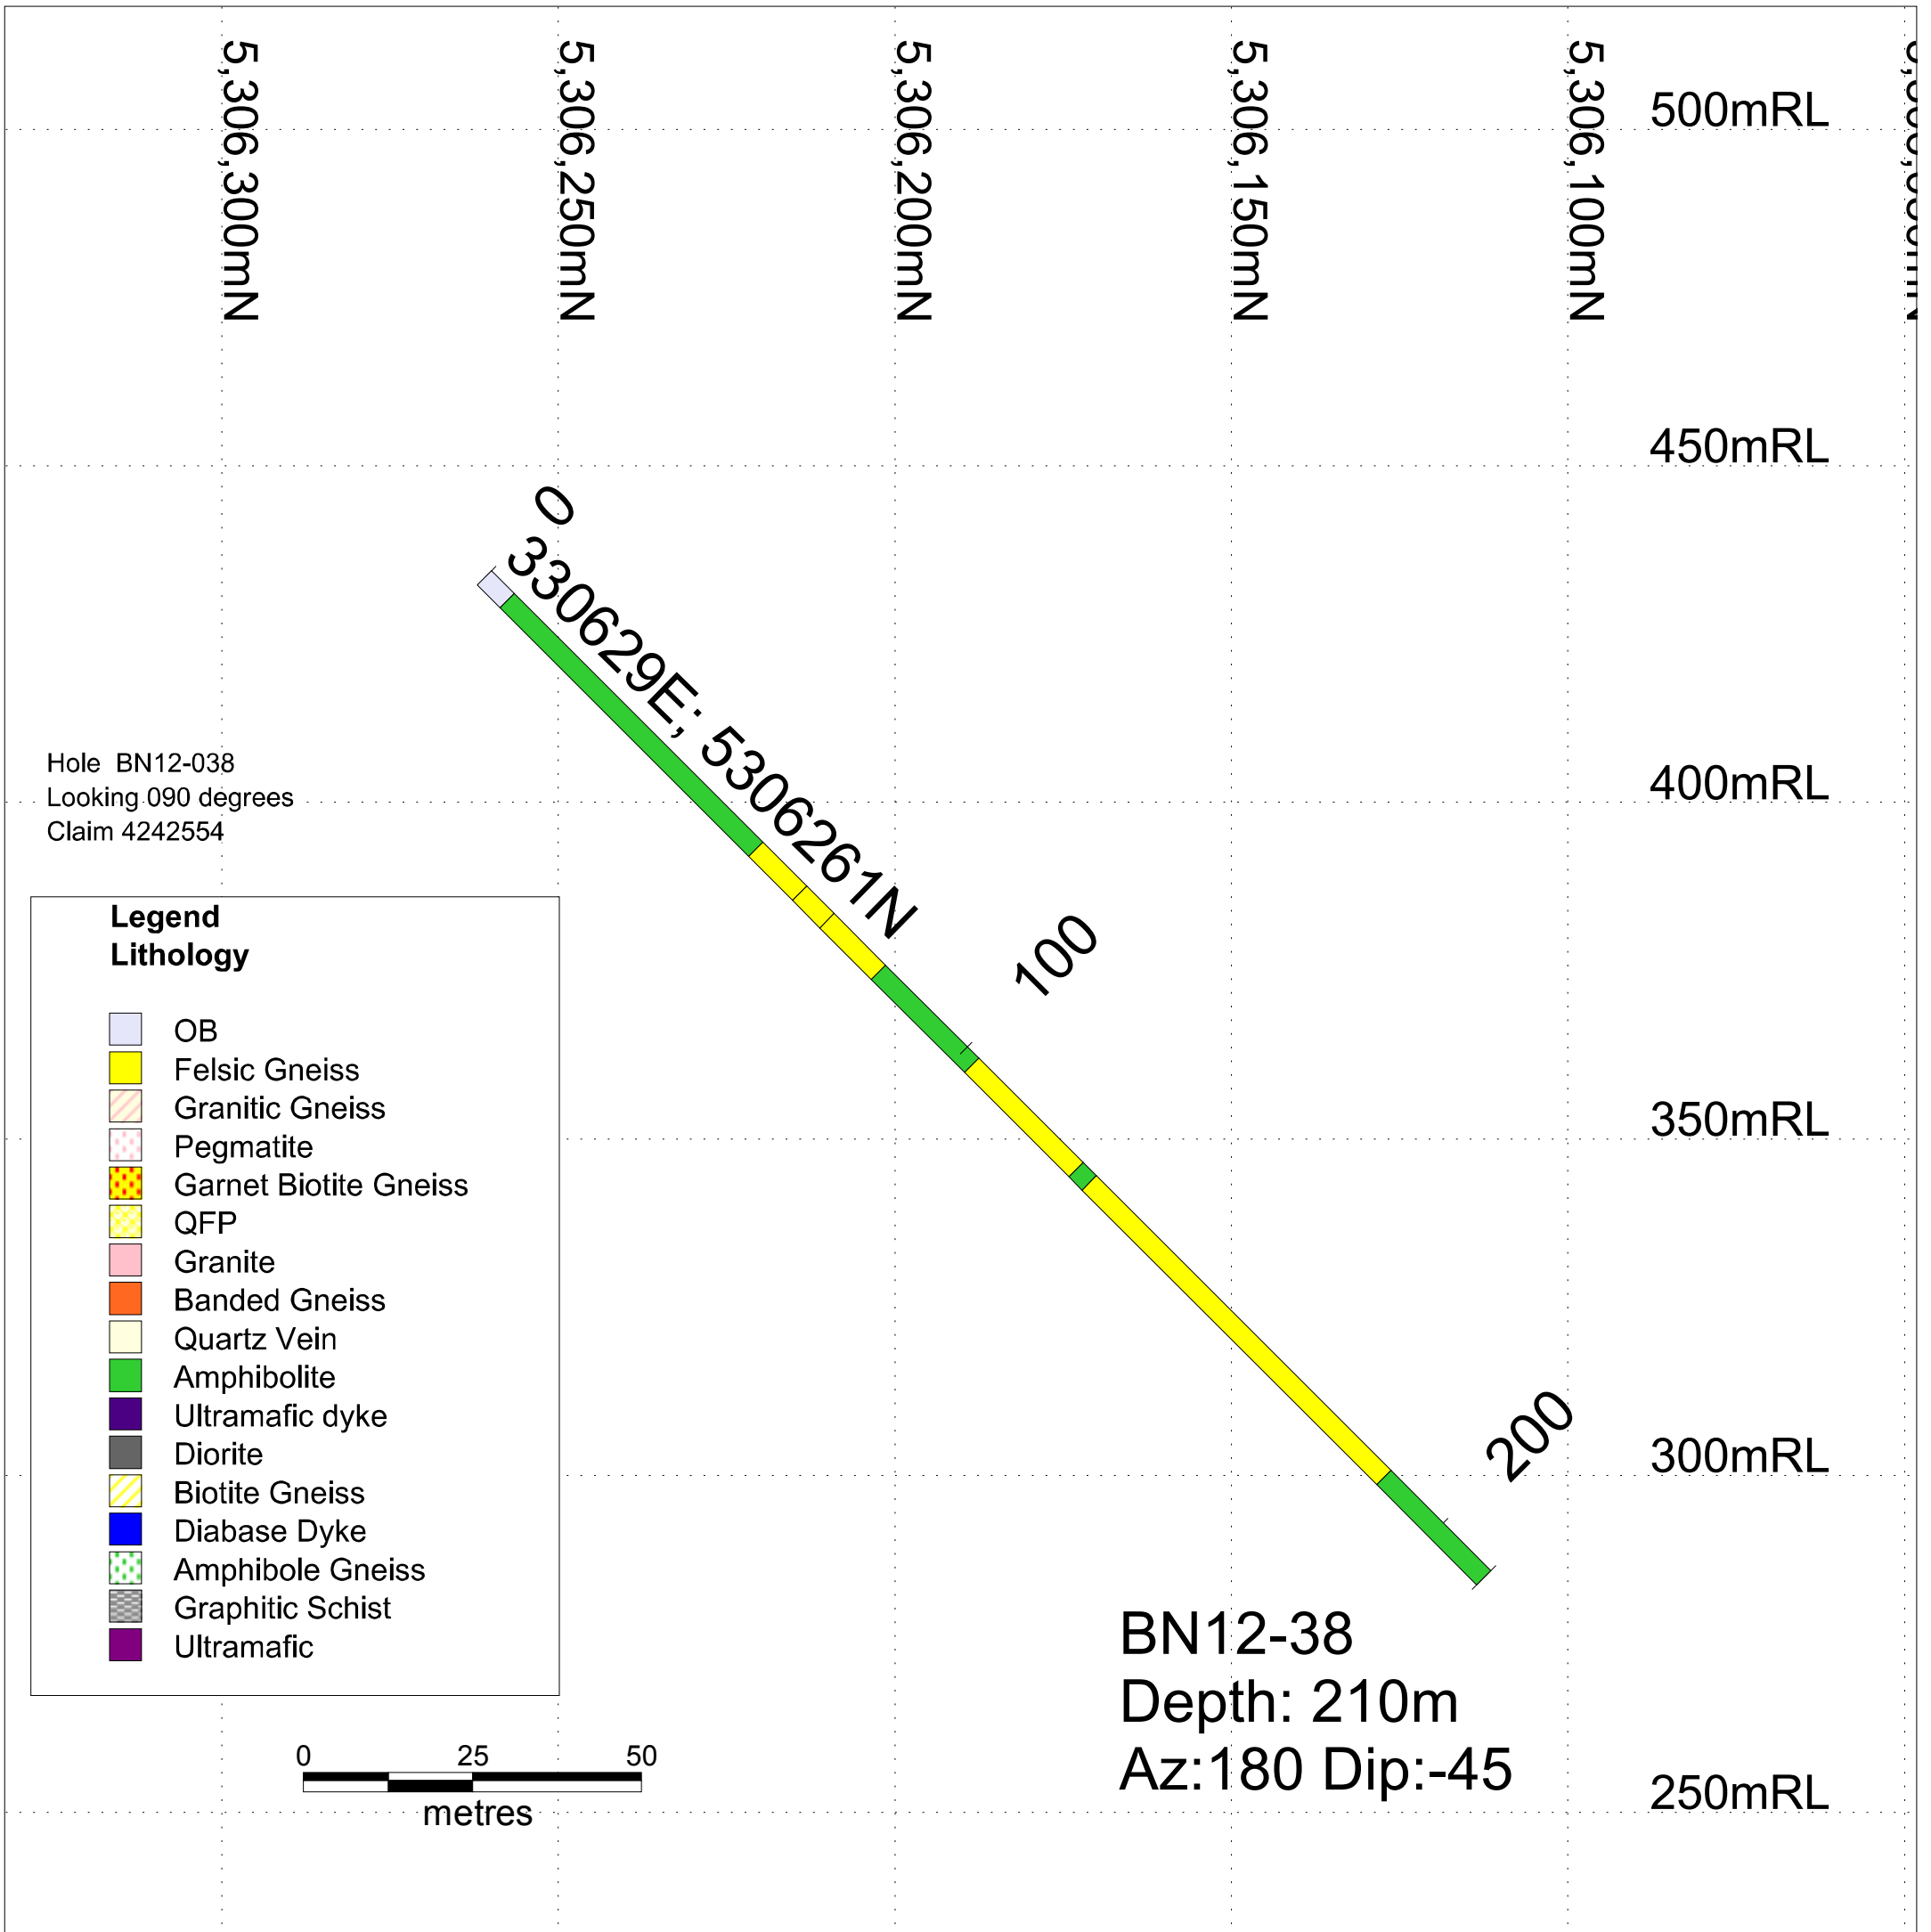 5,306,300mN
5,306,250mN
5,306,200mN
5,306,150mN
5,306,100mN
500mRL
450mRL
400mRL
350mRL
300mRL
250mRL
0
330629E; 5306261N
100
200
Hole BN12-038
Looking 090 degrees
Claim 4242554
Legend
Lithology
OB
Felsic Gneiss
Granitic Gneiss
Pegmatite
Garnet Biotite Gneiss
QFP
Granite
Banded Gneiss
Quartz Vein
Amphibolite
Ultramafic dyke
Diorite
Biotite Gneiss
Diabase Dyke
Amphibole Gneiss
Graphitic Schist
Ultramafic
0 25 50
metres
BN12-38
Depth: 210m
Az:180 Dip:-45